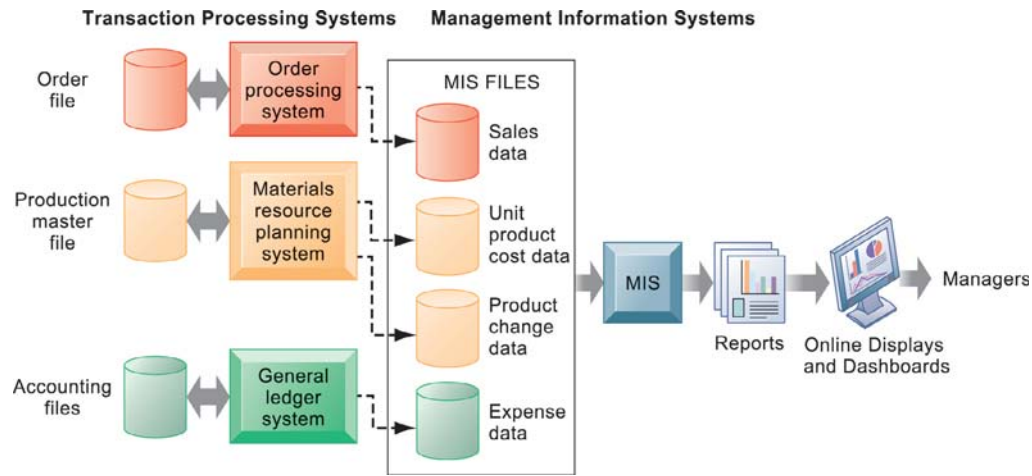 Transaction Processing Systems
Management Information Systems
Order
file
Order
processing
system
MIS FILES
Sales
data
Production
master
file
Materials
resource
planning
system
Unit
product
cost data
Product
change
data
Accounting
files
General
ledger
system
Expense
data
MIS
Reports
Online Displays
and Dashboards
Managers